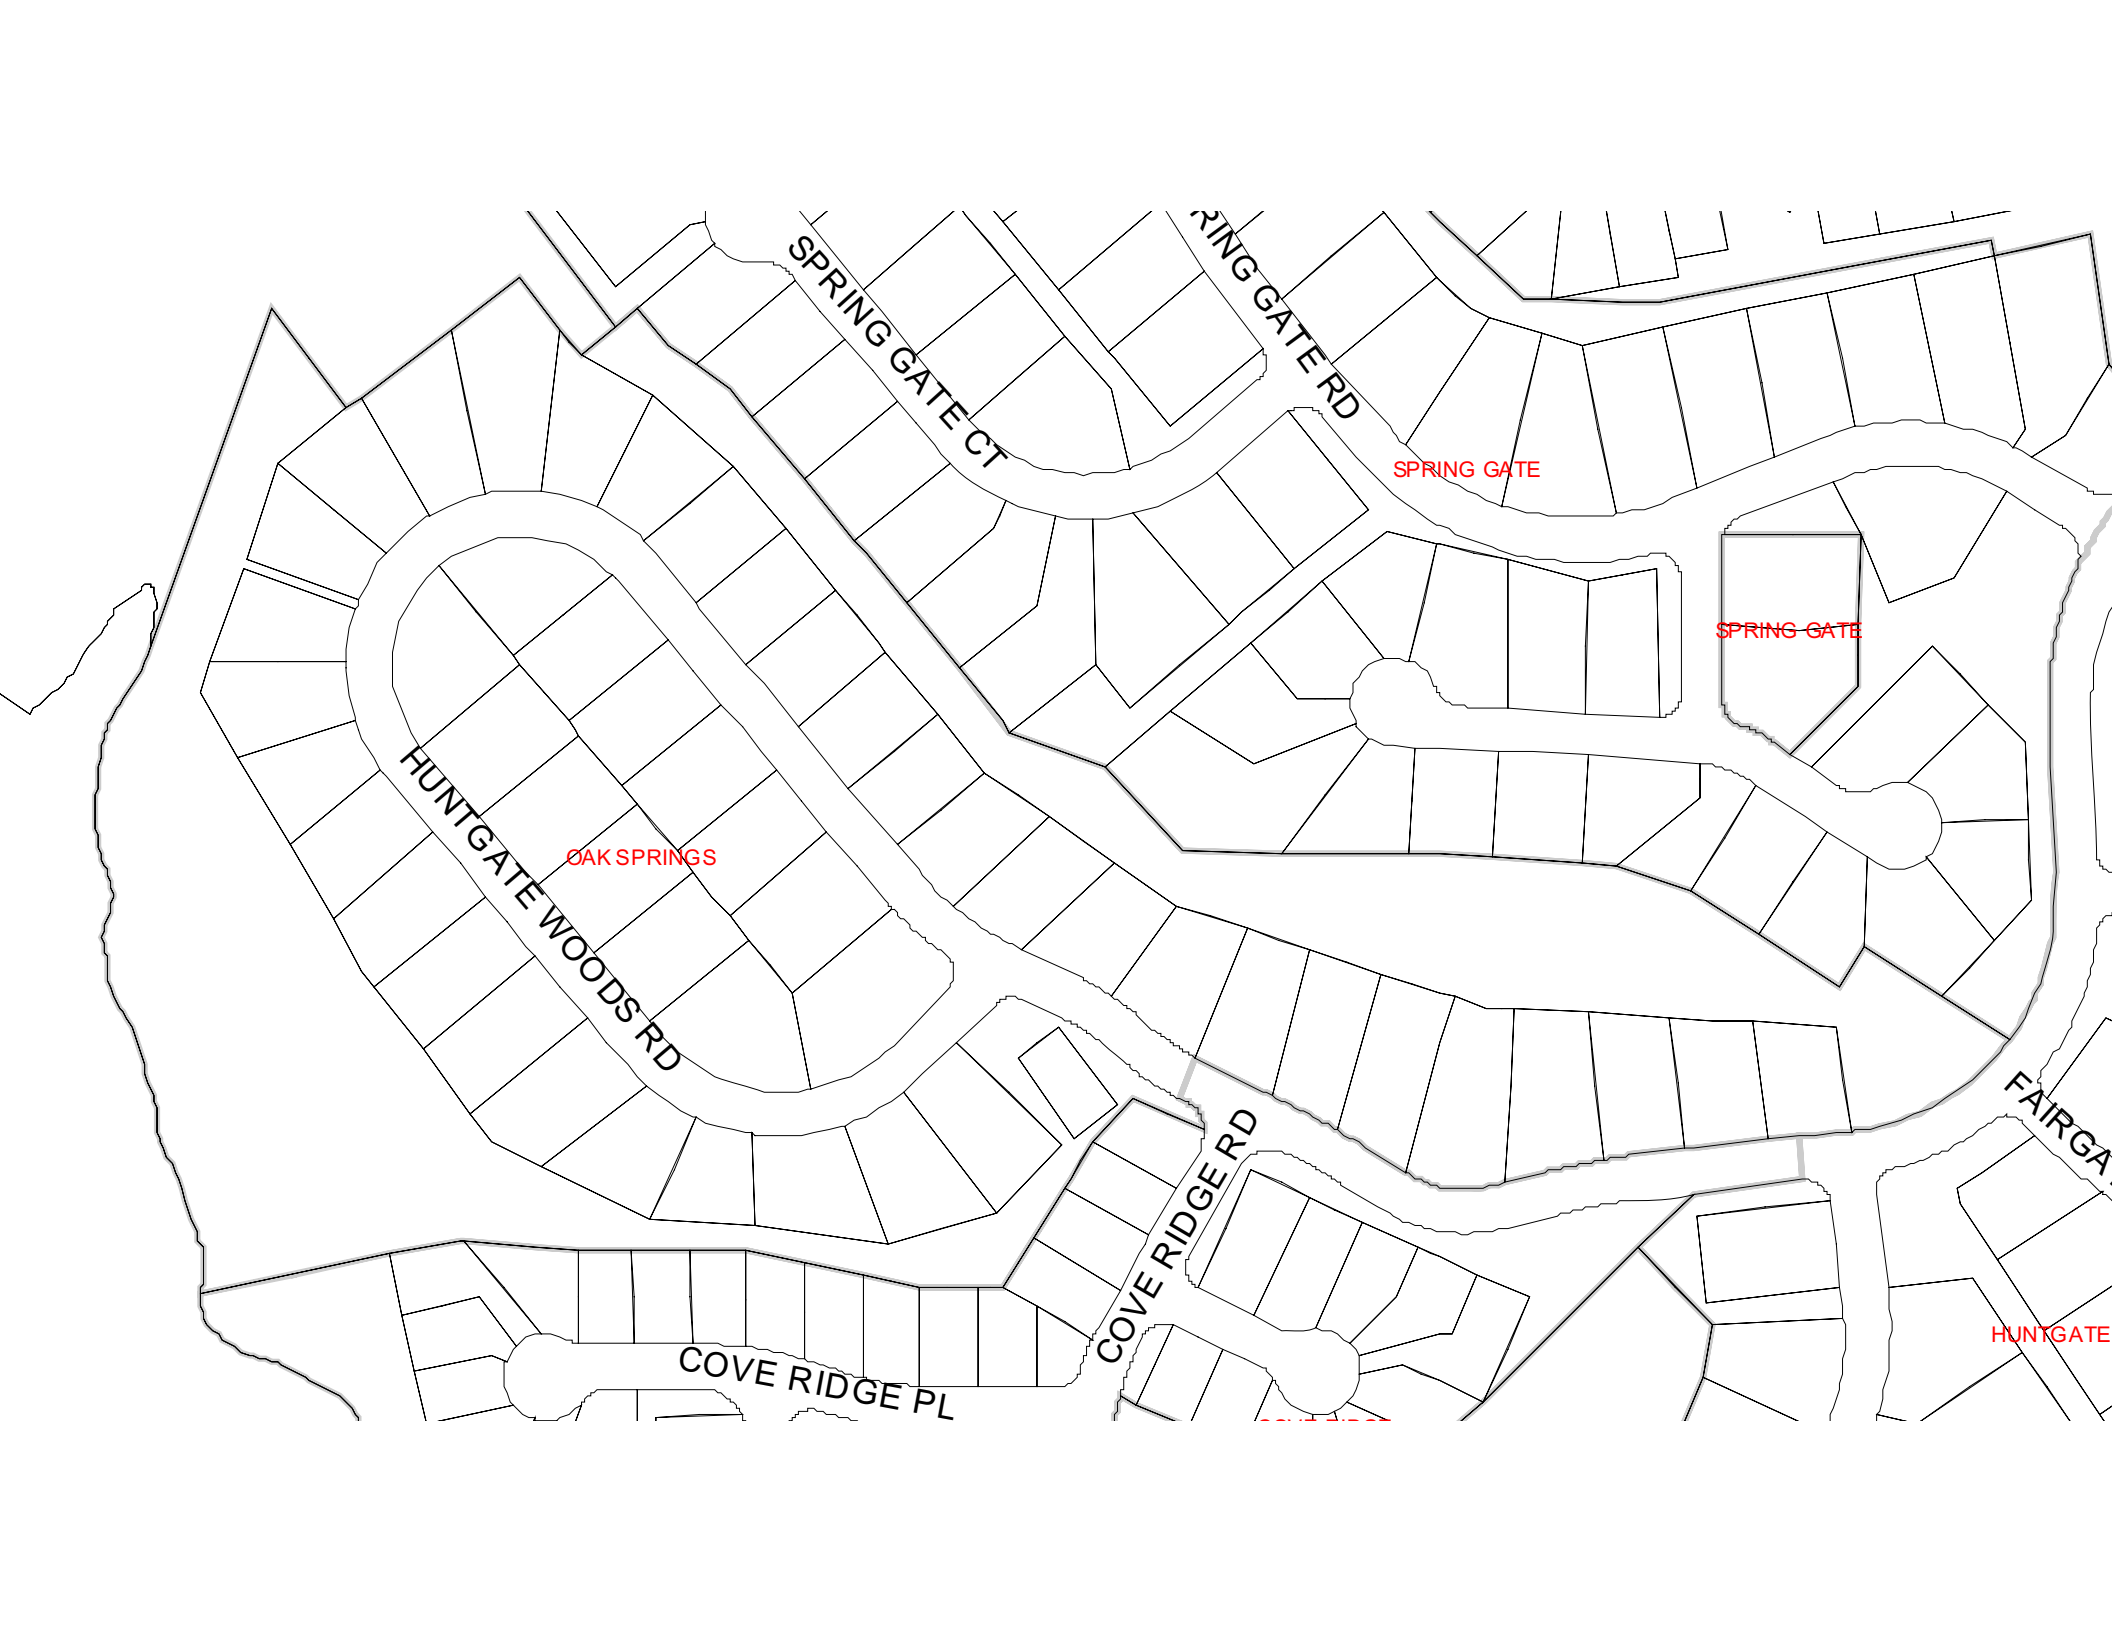 SPRING GATE CT
RING GATE RD
SPRING GATE
SPRING GATE
HUNTGATE WOODS RD
OAK SPRINGS
FAIRGA
COVE RIDGE RD
HUNTGATE
COVE RIDGE PL